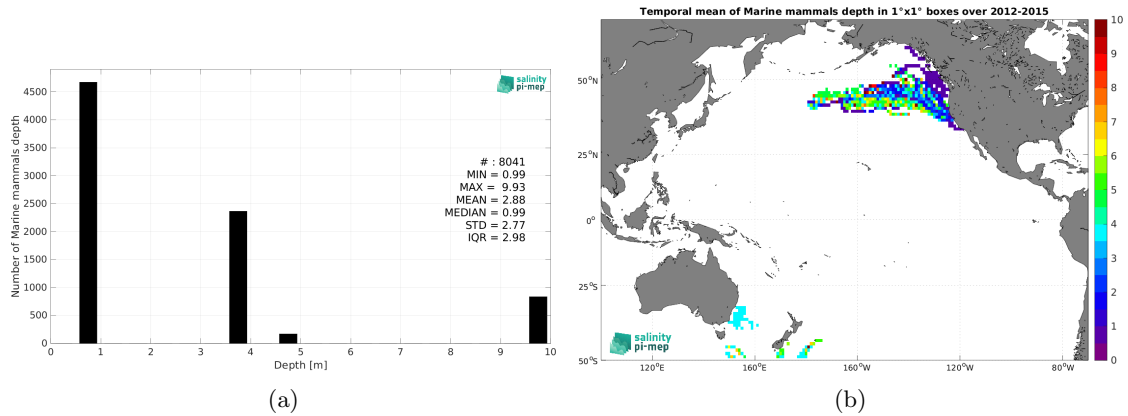 4500
4000
3500
3000
2500
2000
1500
1000
500
0
Number of Marine mammals depth
0 1 2 3 4 5 6 7 8 9 10
Depth [m]
salinity
pi-mep
# : 8041
MIN = 0.99
MAX = 9.93
MEAN = 2.88
MEDIAN = 0.99
STD = 2.77
IQR = 2.98
(a)
Temporal mean of Marine mammals depth in 1°x1° boxes over 2012-2015
50°N
25°N
0°
25°S
50°S
120°E 160°E 160°W 120°W 80°W
salinity
pi-mep
10
9
8
7
6
5
4
3
2
1
0
(b)